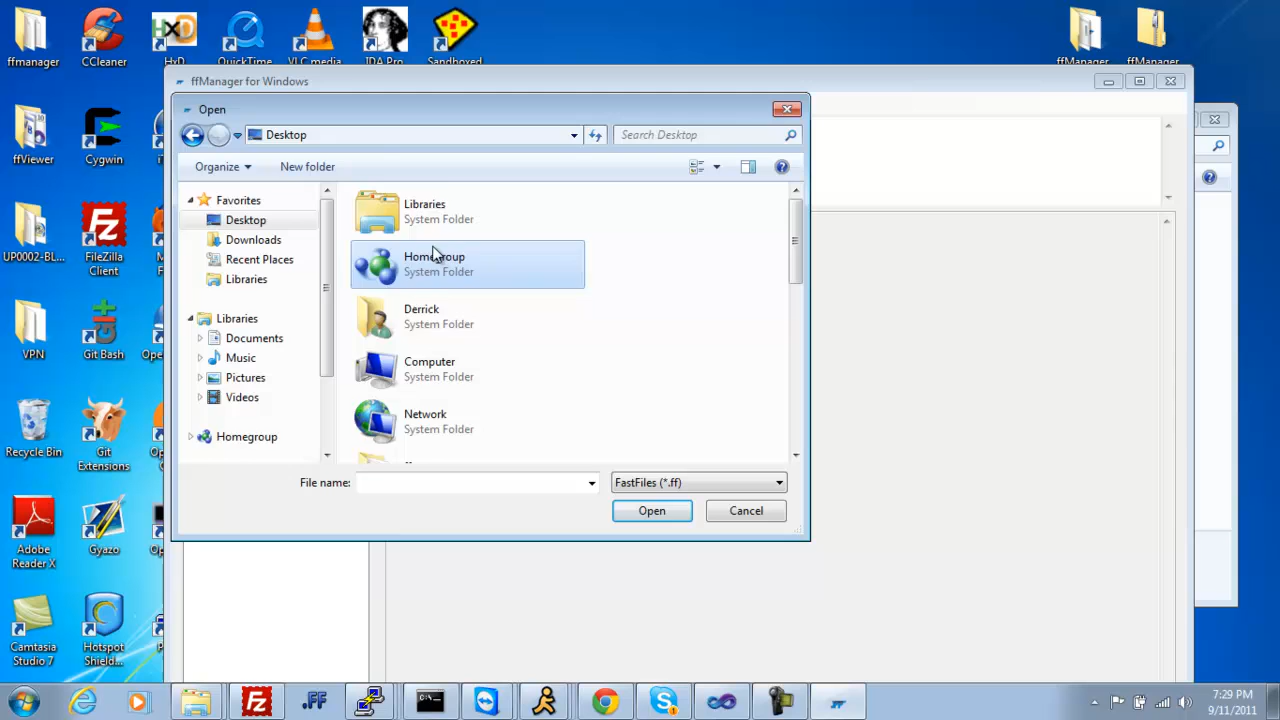 ffmanager
CCleaner
HxD
QuickTime
VLC media
IDA Pro
Sandboxed
ffManager
ffManager
ffManager for Windows
Open
Desktop
Search Desktop
ffViewer
Cygwin
Organize
New folder
Favorites
Desktop
Downloads
Recent Places
Libraries
Libraries
Documents
Music
Pictures
Videos
Homegroup
Libraries
System Folder
Homegroup
System Folder
Derrick
System Folder
Computer
System Folder
Network
System Folder
UP0002-BL...
FileZilla
Client
VPN
Git Bash
Recycle Bin
Git
Extensions
File name:
FastFiles (*.ff)
Open
Cancel
Adobe
Reader X
Gyazo
Camtasia
Studio 7
Hotspot
Shield...
.FF
C:\
7:29 PM
9/11/2011